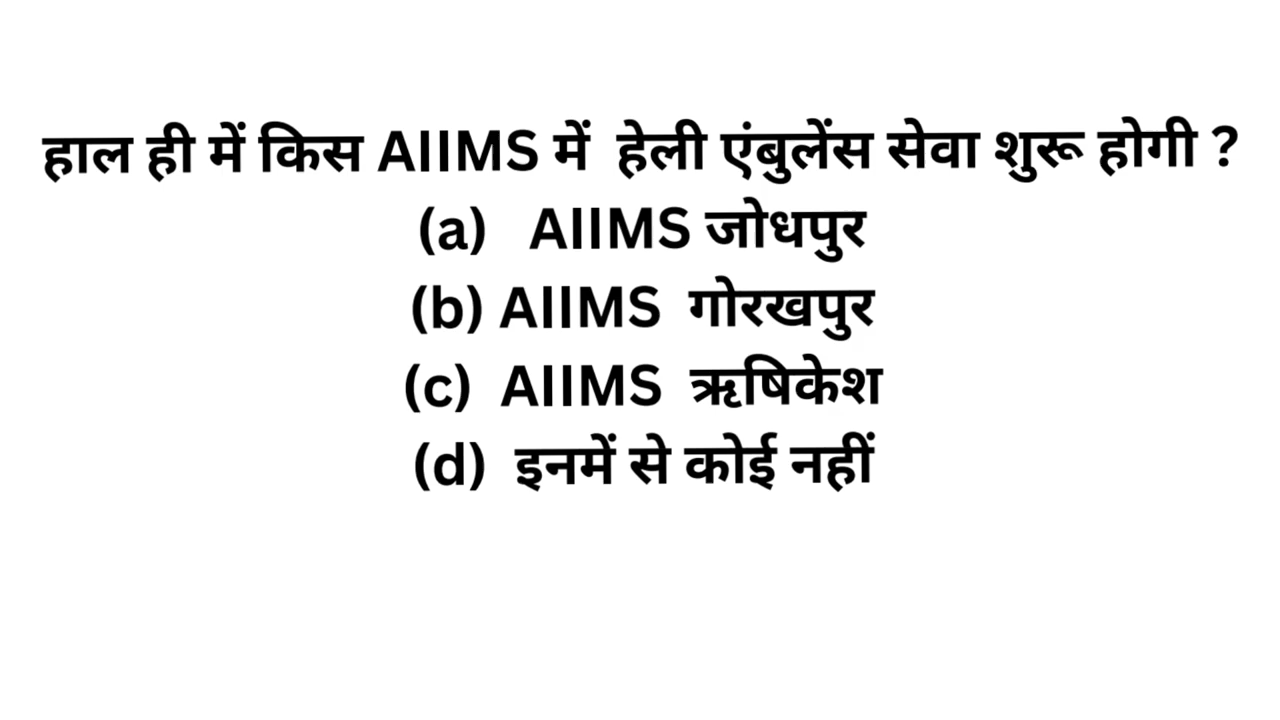 हाल ही में किस AIIMS में हेली एंबुलेंस सेवा शुरू होगी ?
(a) AIIMS जोधपुर
(b) AIIMS गोरखपुर
(c) AIIMS ऋषिकेश
(d) इनमें से कोई नहीं